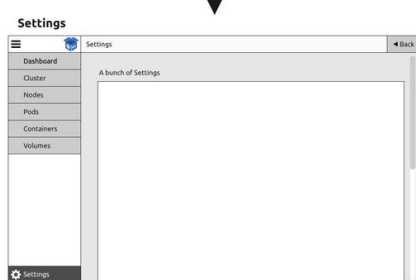 Settings
Settings
Back
Dashboard
A bunch of Settings
Cluster
Nodes
Pods
Containers
Volumes
Settings